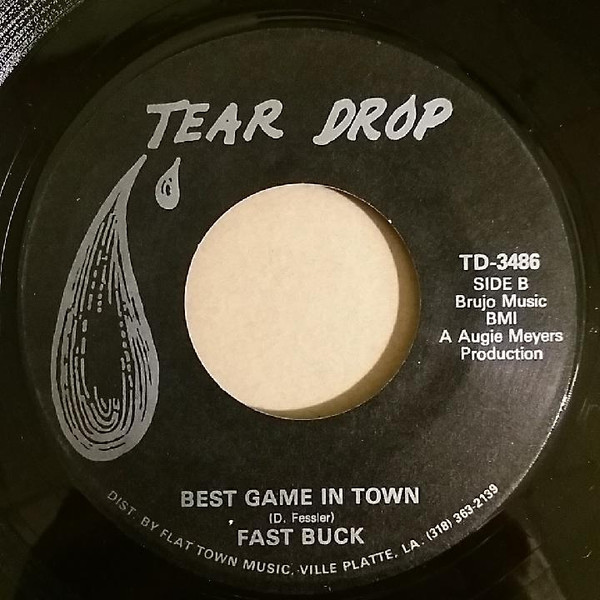 TEAR DROP
TD-3486
SIDE B
Brujo Music
BMI
A Augie Meyers
Production
BEST GAME IN TOWN
(D. Fessler)
FAST BUCK
DIST. BY FLAT TOWN MUSIC, VILLE PLATTE, LA. (318) 363-2139